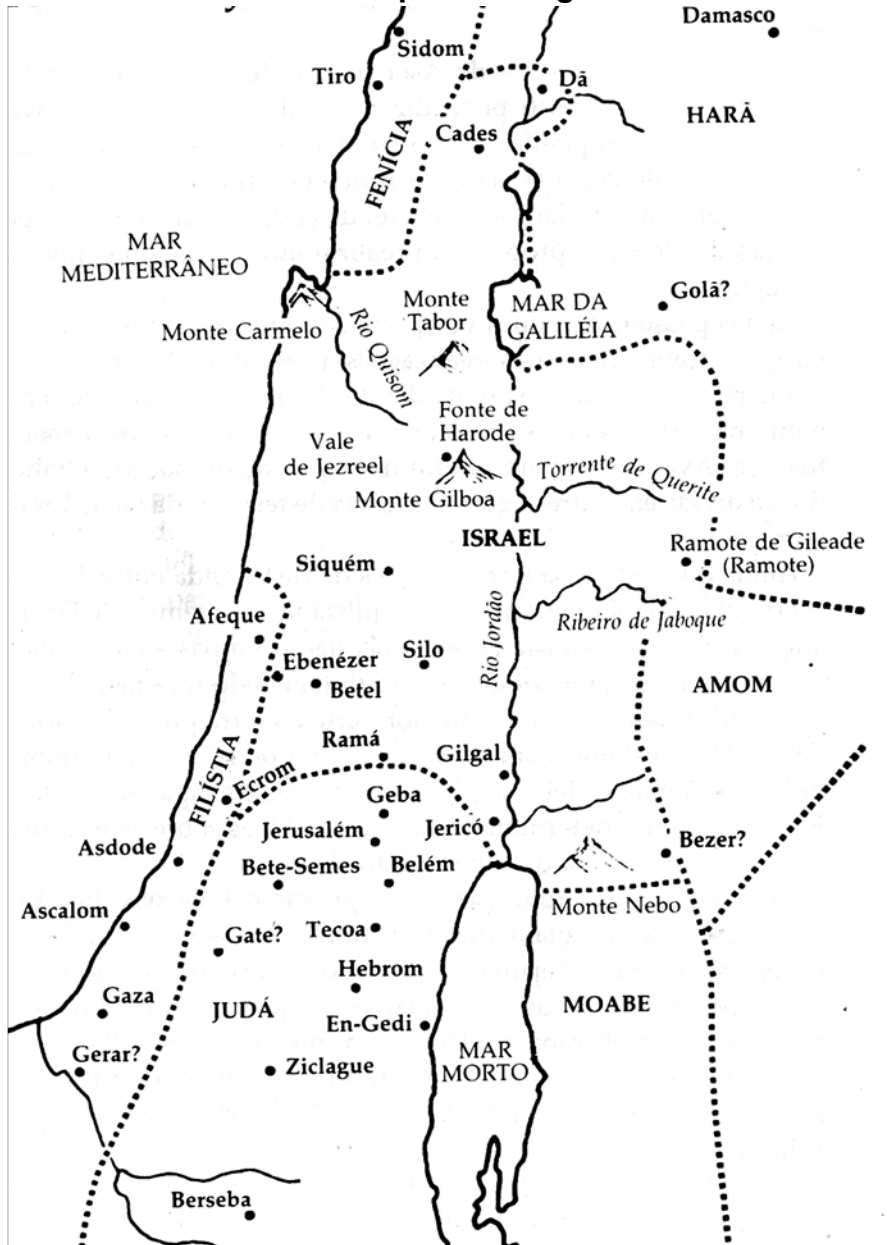 Damasco
Sidom
Tiro
Dã
HARÃ
Cades
FENÍCIA
MAR
MEDITERRÂNEO
Golã?
Monte
Tabor
MAR DA
GALILÉIA
Monte Carmelo
Rio Quisom
Fonte de
Harode
Vale
de Jezreel
Torrente de Querite
Monte Gilboa
ISRAEL
Ramote de Gileade
(Ramote)
Siquém
Afeque
Ribeiro de Jaboque
Rio Jordão
Silo
Ebenézer
Betel
AMOM
Ramá
Gilgal
FILÍSTIA
Ecrom
Geba
Jericó
Jerusalém
Bezer?
Asdode
Bete-Semes
Belém
Monte Nebo
Ascalom
Tecoa
Gate?
Hebrom
Gaza
JUDÁ
MOABE
En-Gedi
MAR
MORTO
Gerar?
Ziclague
Berseba